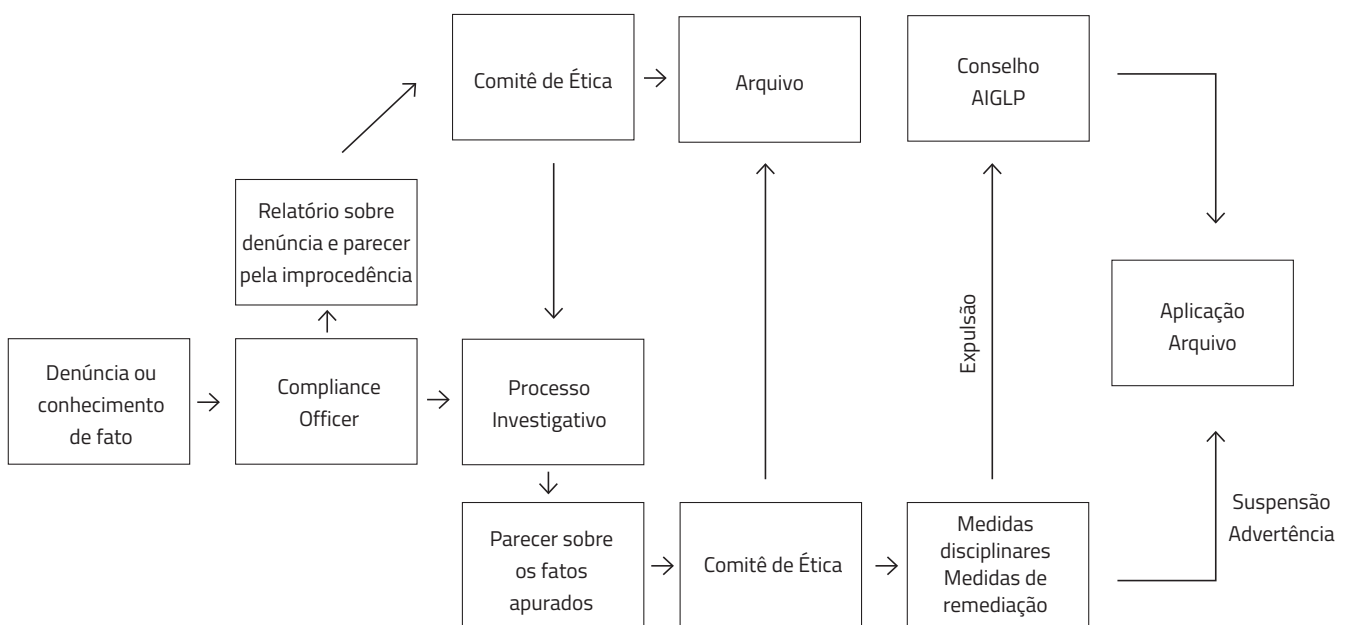 Comitê de Ética
Arquivo
Conselho
AIGLP
Relatório sobre
denúncia e parecer
pela improcedência
Aplicação
Arquivo
Expulsão
Denúncia ou
conhecimento
de fato
Compliance
Officer
Processo
Investigativo
Parecer sobre
os fatos
apurados
Comitê de Ética
Medidas
disciplinares
Medidas de
remediação
Suspensão
Advertência